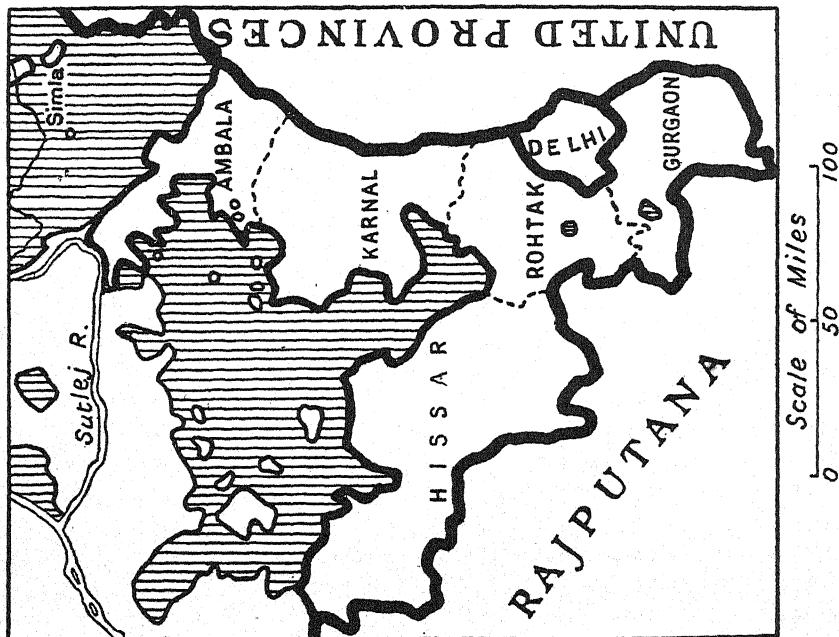 UNITED PROVINCES
Simla
AMBALA
Sutlej R.
KARNAL
DELHI
ROHTAK
GURGAON
HISSAR
RAJPUTANA
Scale of Miles
0 50 100